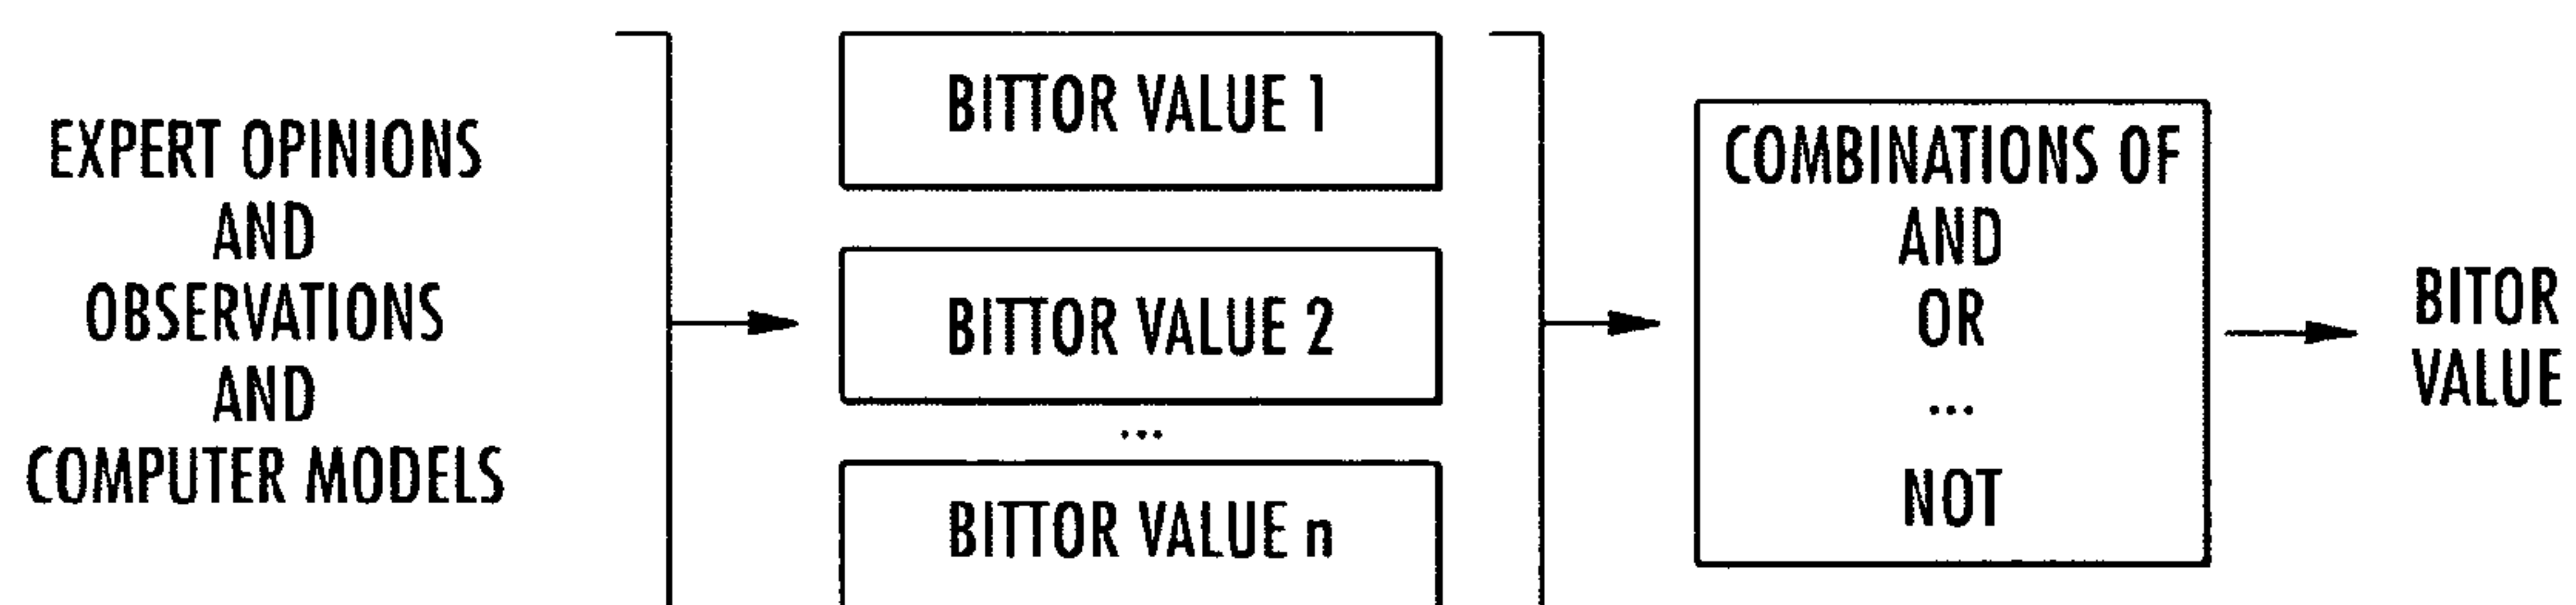 EXPERT OPINIONS
AND
OBSERVATIONS
AND
COMPUTER MODELS
BITTOR VALUE 1
BITTOR VALUE 2
...
BITTOR VALUE n
COMBINATIONS OF
AND
OR
...
NOT
BITOR
VALUE